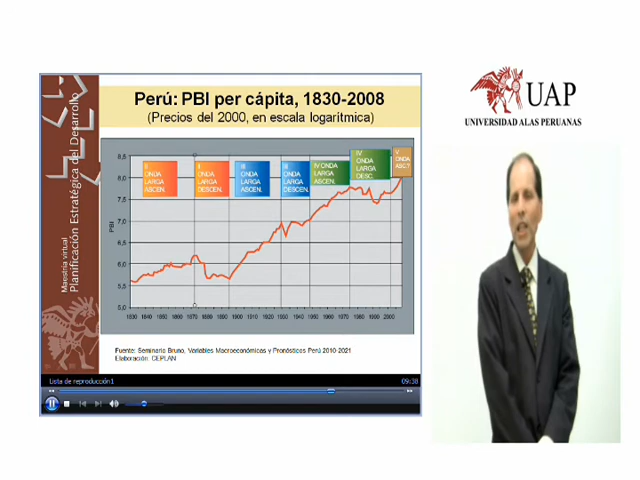 Perú: PBI per cápita, 1830-2008
(Precios del 2000, en escala logarítmica)
Maestría virtual
Planificación Estratégica del Desarrollo
UAP
UNIVERSIDAD ALAS PERUANAS
PBI
8,5
8,0
7,5
7,0
6,5
6,0
5,5
5,0
ONDA
LARGA
ASCEN.
II
ONDA
LARGA
DESCEN.
III
ONDA
LARGA
ASCEN.
III
ONDA
LARGA
DESCEN.
IV ONDA
LARGA
ASCEN.
IV
ONDA
LARGA
DESC.
V
ONDA
ASC.T
1830 1840 1850 1860 1870 1880 1890 1900 1910 1920 1930 1940 1950 1960 1970 1980 1990 2000
Fuente: Seminario Bruno, Variables Macroeconómicas y Pronósticos Perú 2010-2021
Elaboración: CEPLAN
Lista de reproducción1
09:38